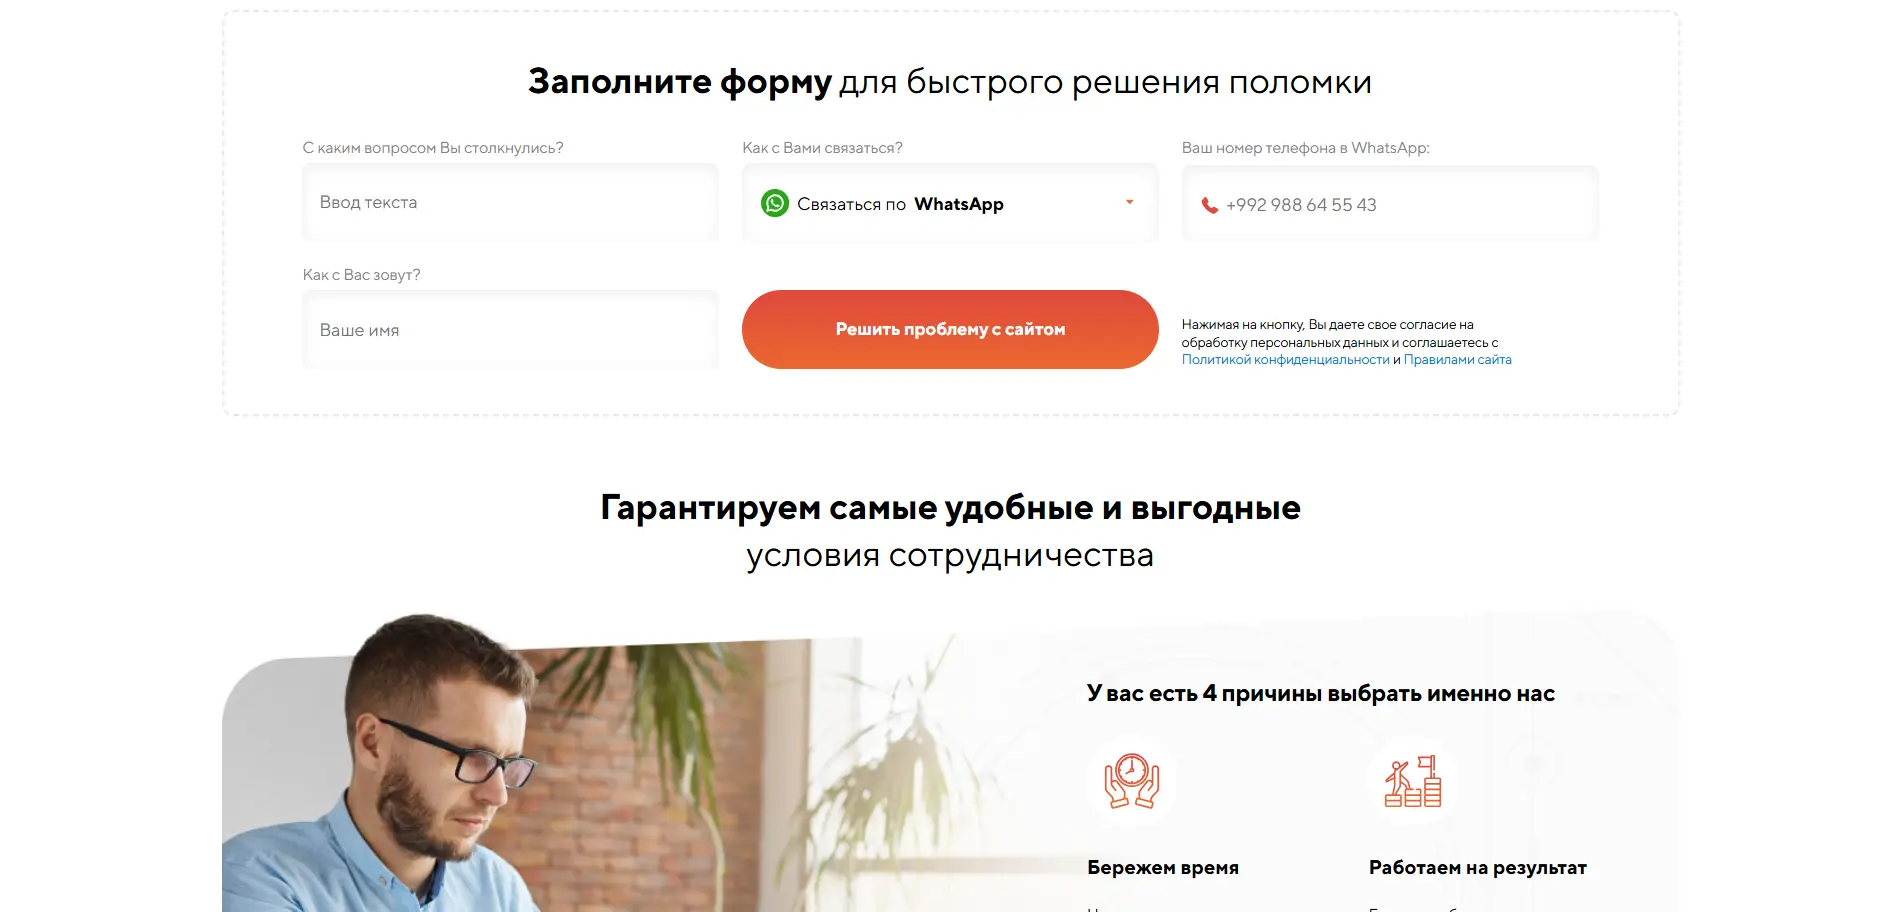 Заполните форму для быстрого решения поломки
С каким вопросом Вы столкнулись?
Как с Вами связаться?
Ваш номер телефона в WhatsApp:
Ввод текста
Связаться по WhatsApp
+992 988 64 55 43
Как с Вас зовут?
Ваше имя
Решить проблему с сайтом
Нажимая на кнопку, Вы даете свое согласие на
обработку персональных данных и соглашаетесь с
Политикой конфиденциальности и Правилами сайта
Гарантируем самые удобные и выгодные
условия сотрудничества
У вас есть 4 причины выбрать именно нас
Бережем время
Работаем на результат